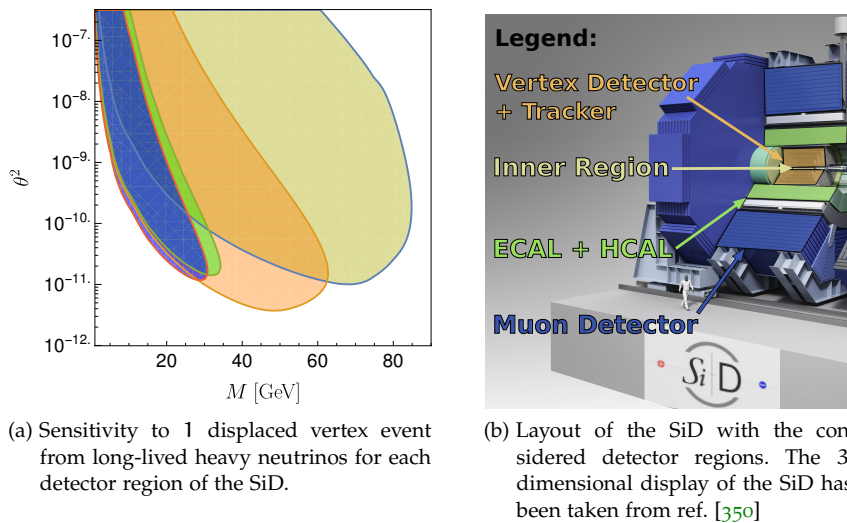 10⁻⁷·
10⁻⁸·
10⁻⁹·
10⁻¹⁰·
10⁻¹¹·
10⁻¹²·
θ²
20
40
60
80
M [GeV]
(a) Sensitivity to 1 displaced vertex event
from long-lived heavy neutrinos for each
detector region of the SiD.
Legend:
Vertex Detector
+ Tracker
Inner Region
ECAL + HCAL
Muon Detector
SiD
(b) Layout of the SiD with the con-
sidered detector regions. The 3
dimensional display of the SiD has
been taken from ref. [350]